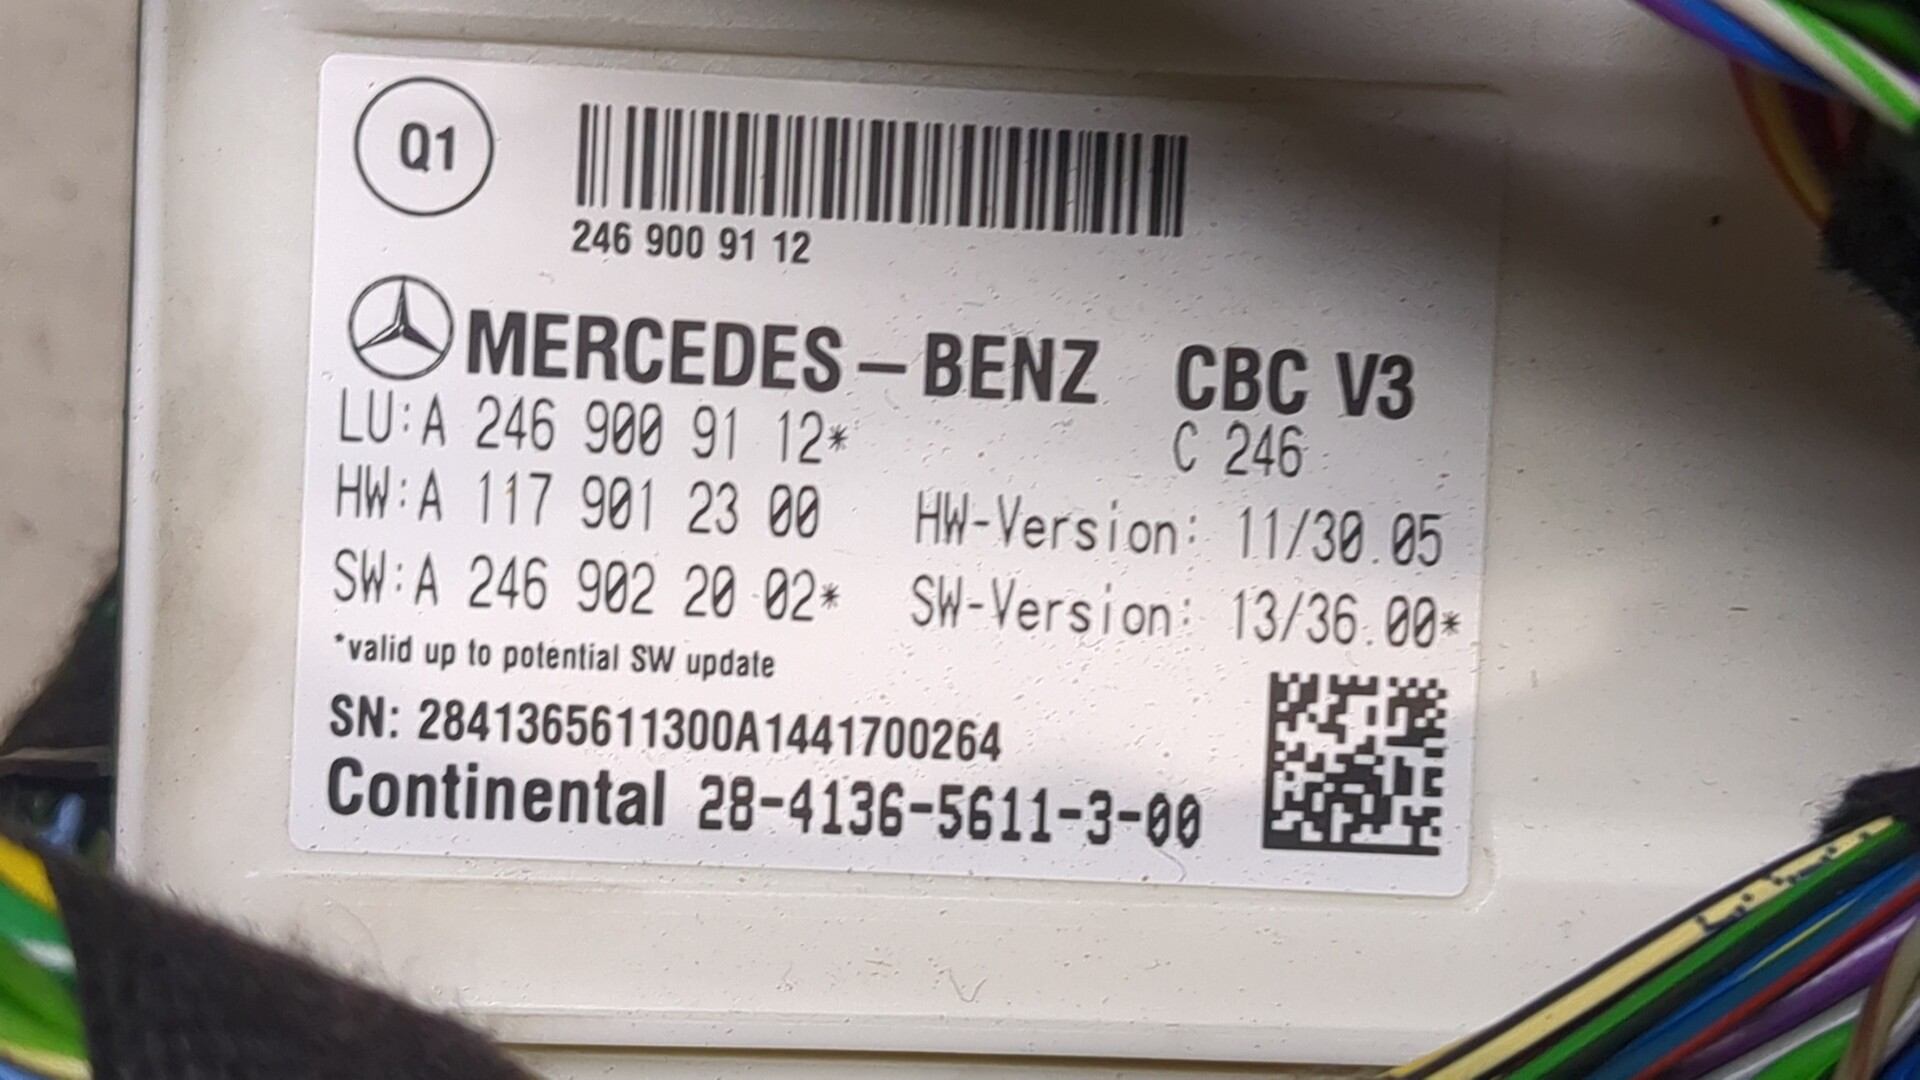 Q1
246 900 91 12
MERCEDES-BENZ CBC V3
LU:A 246 900 91 12*
C 246
HW:A 117 901 23 00 HW-Version: 11/30.05
SW:A 246 902 20 02* SW-Version: 13/36.00*
*valid up to potential SW update
SN: 2841365611300A1441700264
Continental 28-4136-5611-3-00